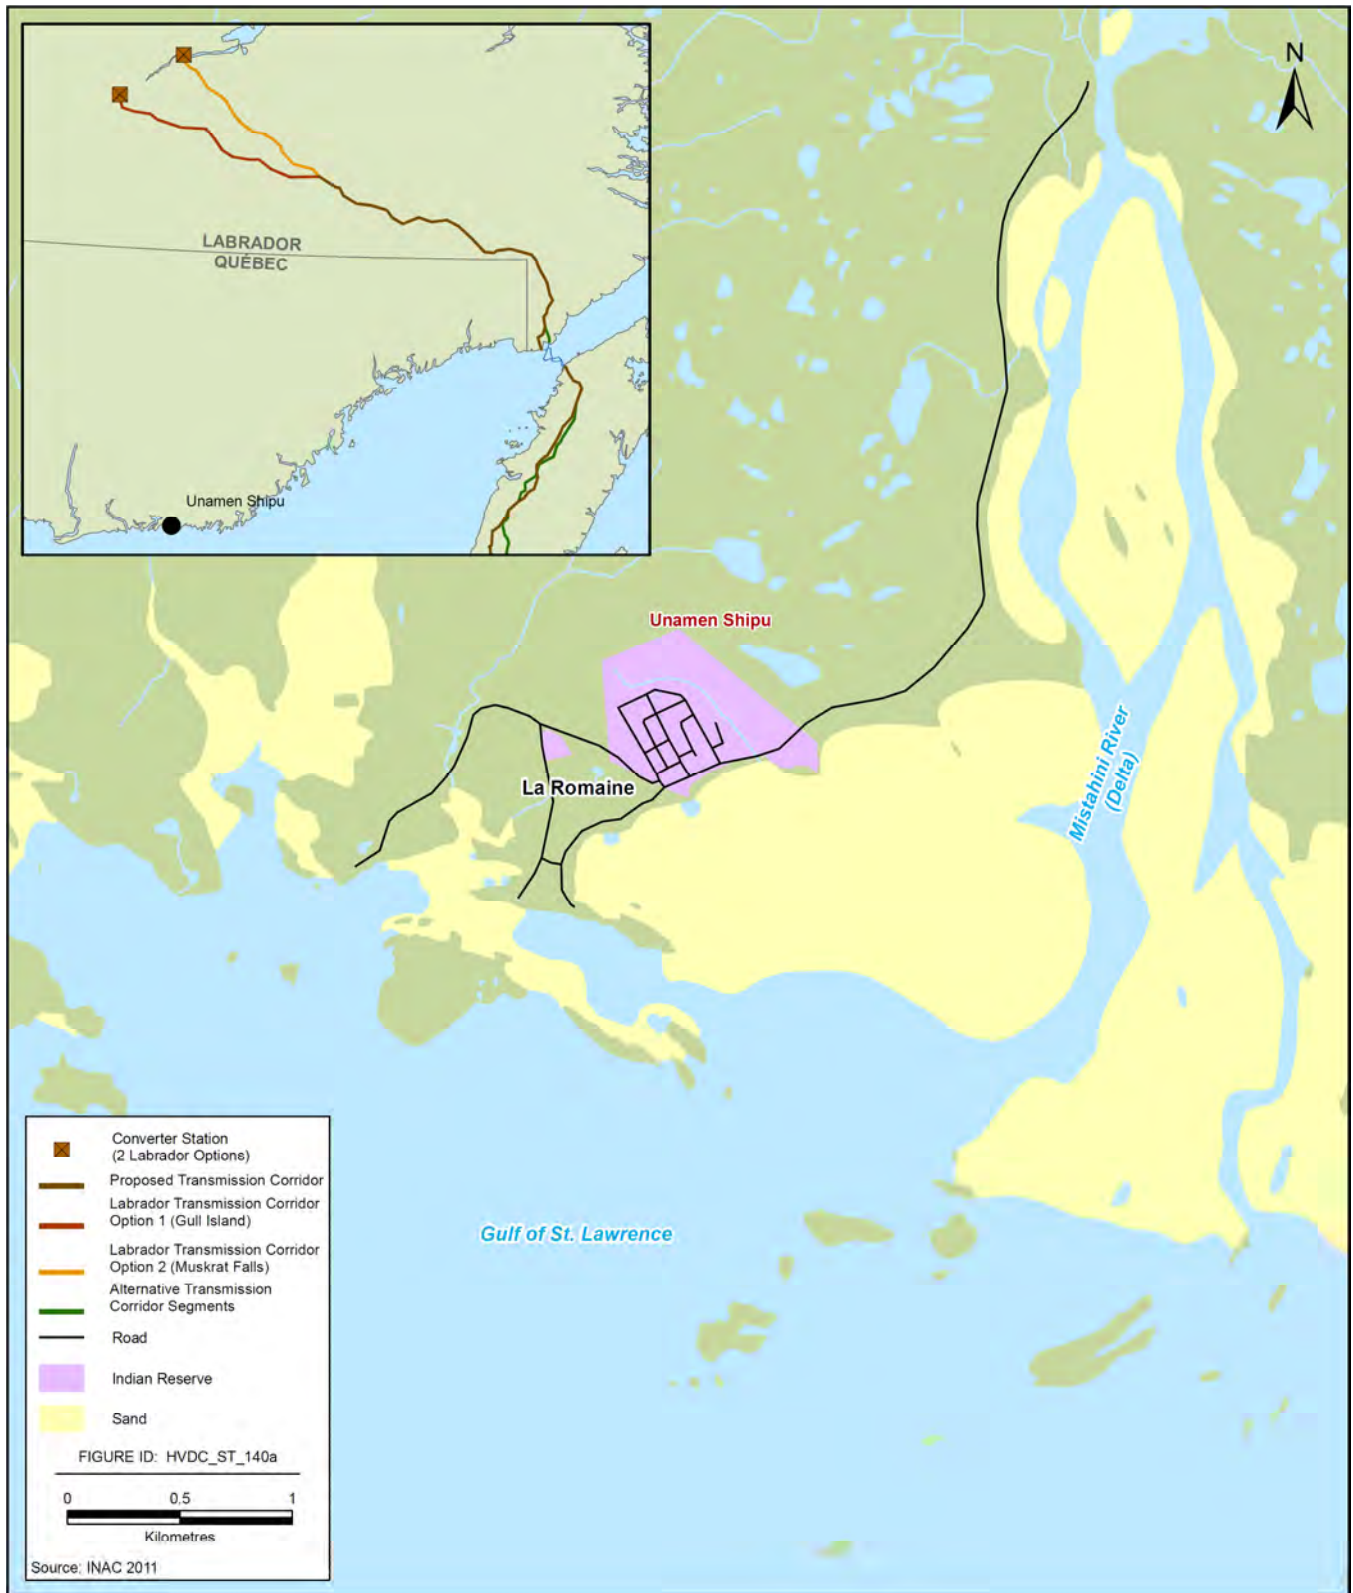 N
LABRADOR
QUÉBEC
Unamen Shipu
Unamen Shipu
La Romaine
Mistahini River
(Delta)
Gulf of St. Lawrence
Converter Station
(2 Labrador Options)
Proposed Transmission Corridor
Labrador Transmission Corridor
Option 1 (Gull Island)
Labrador Transmission Corridor
Option 2 (Muskrat Falls)
Alternative Transmission
Corridor Segments
Road
Indian Reserve
Sand
FIGURE ID: HVDC_ST_140a
0 0.5 1
Kilometres
Source: INAC 2011